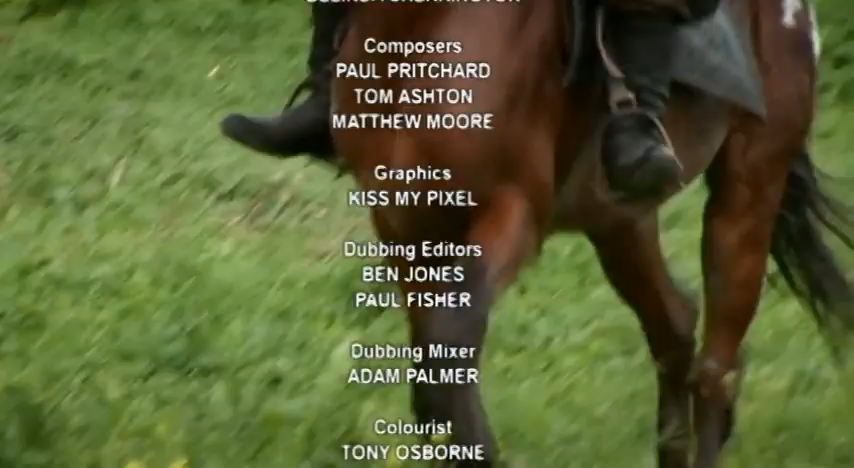 Composers
PAUL PRITCHARD
TOM ASHTON
MATTHEW MOORE
Graphics
KISS MY PIXEL
Dubbing Editors
BEN JONES
PAUL FISHER
Dubbing Mixer
ADAM PALMER
Colourist
TONY OSBORNE